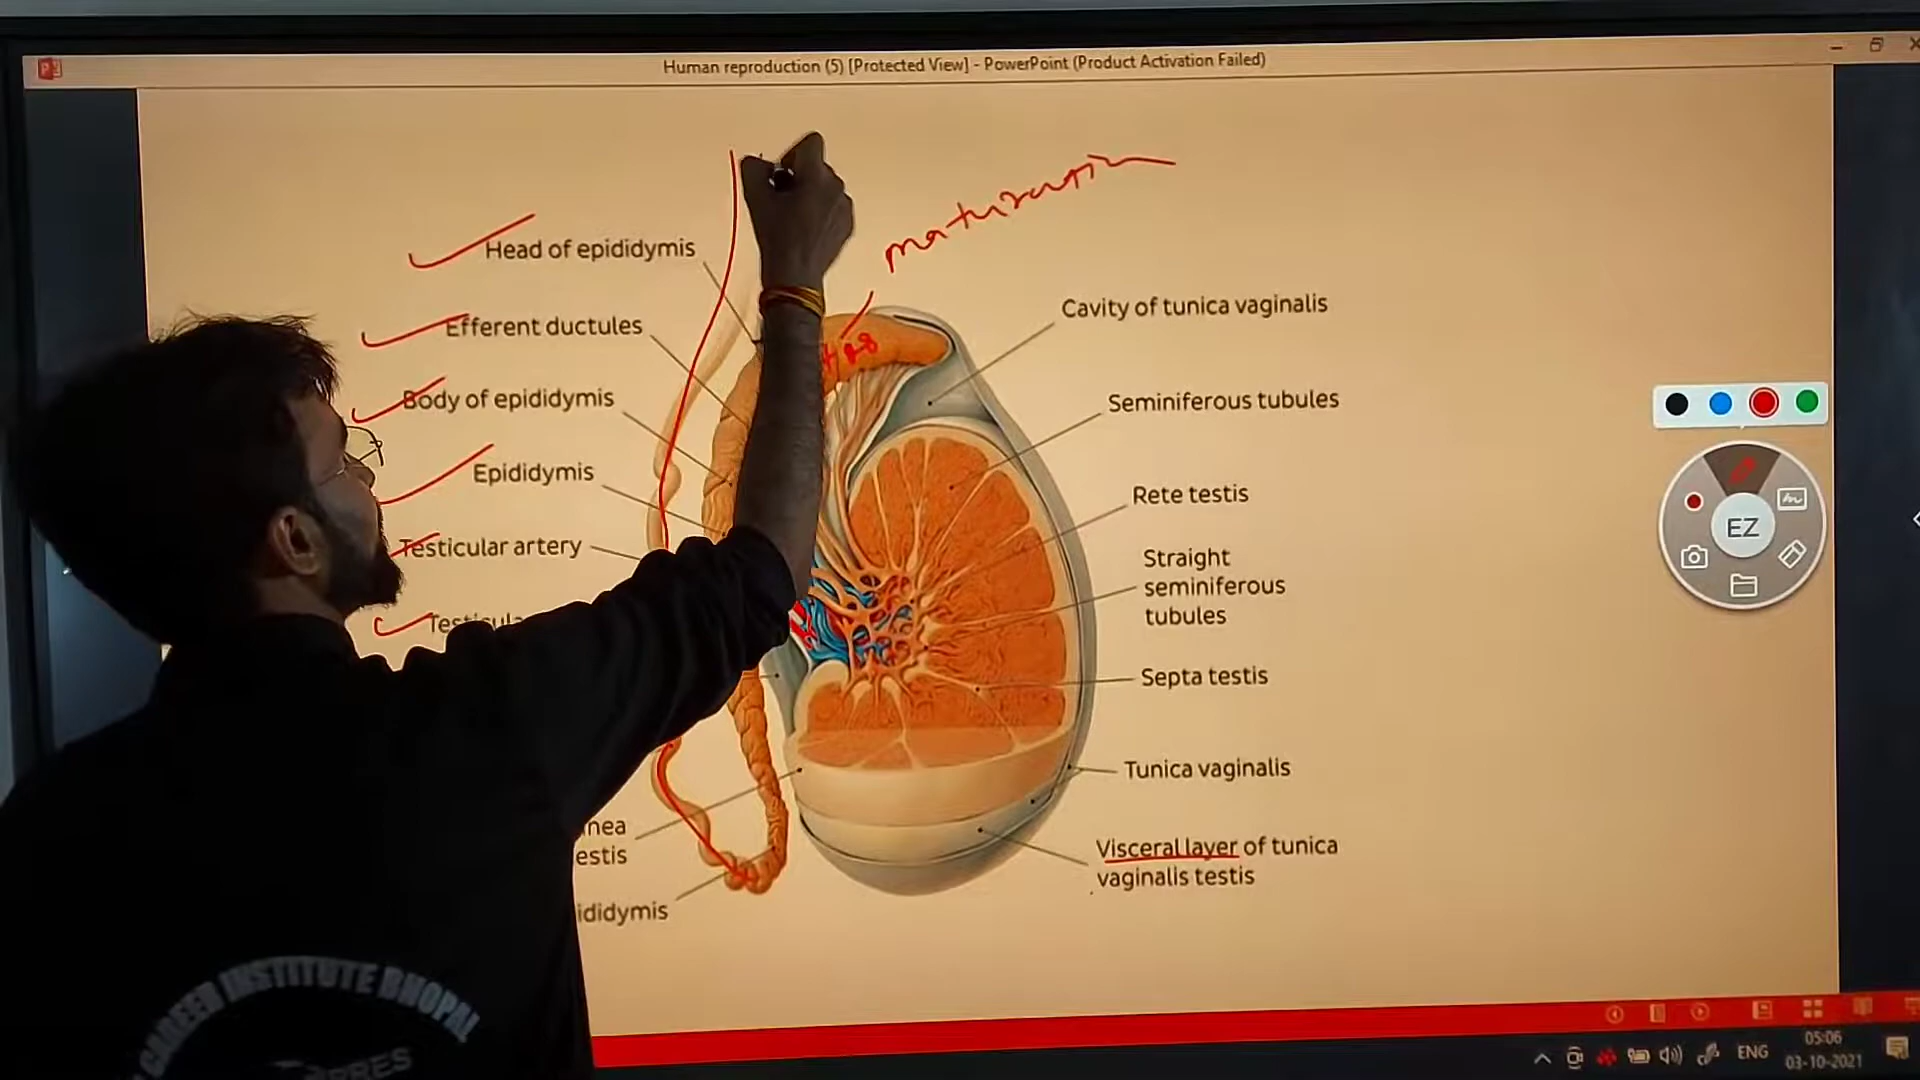 Human reproduction (5) [Protected View] - PowerPoint (Product Activation Failed)
maturation
Head of epididymis
Cavity of tunica vaginalis
Efferent ductules
Body of epididymis
Seminiferous tubules
Epididymis
Rete testis
Testicular artery
Straight
seminiferous
tubules
EZ
Septa testis
Tunica vaginalis
Visceral layer of tunica
vaginalis testis
CAREER INSTITUTE BHOPAL
ENG
05:06
03-10-2021